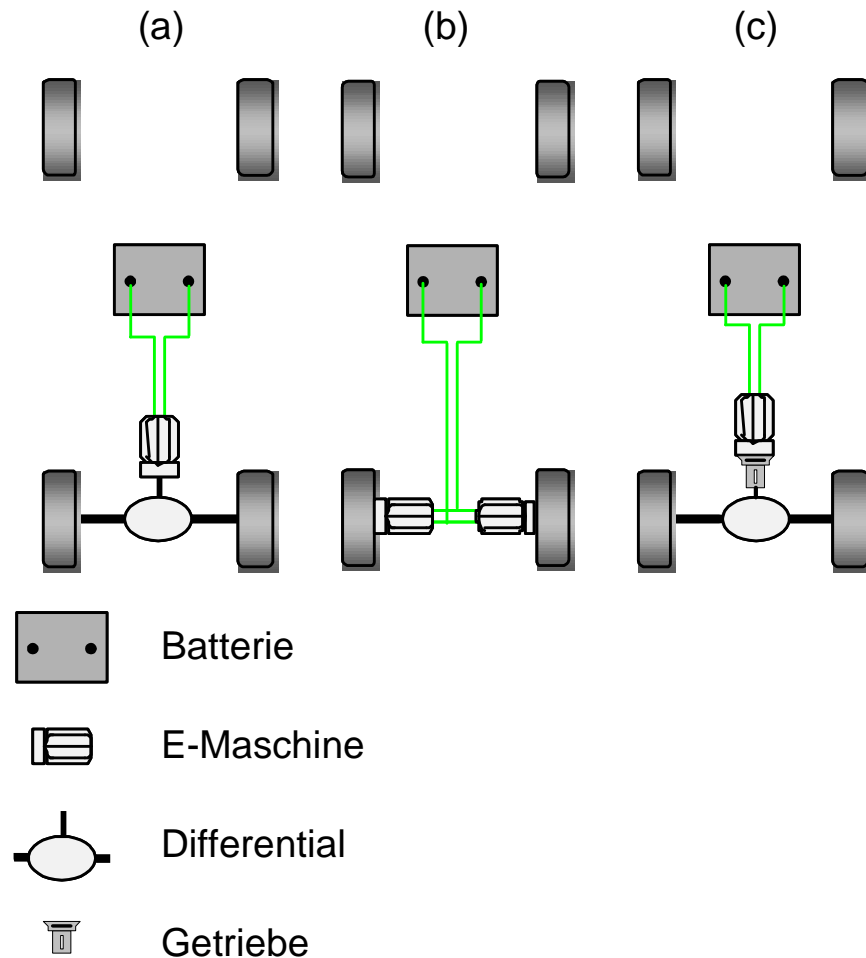 (a) (b) (c)
Batterie
E-Maschine
Differential
Getriebe